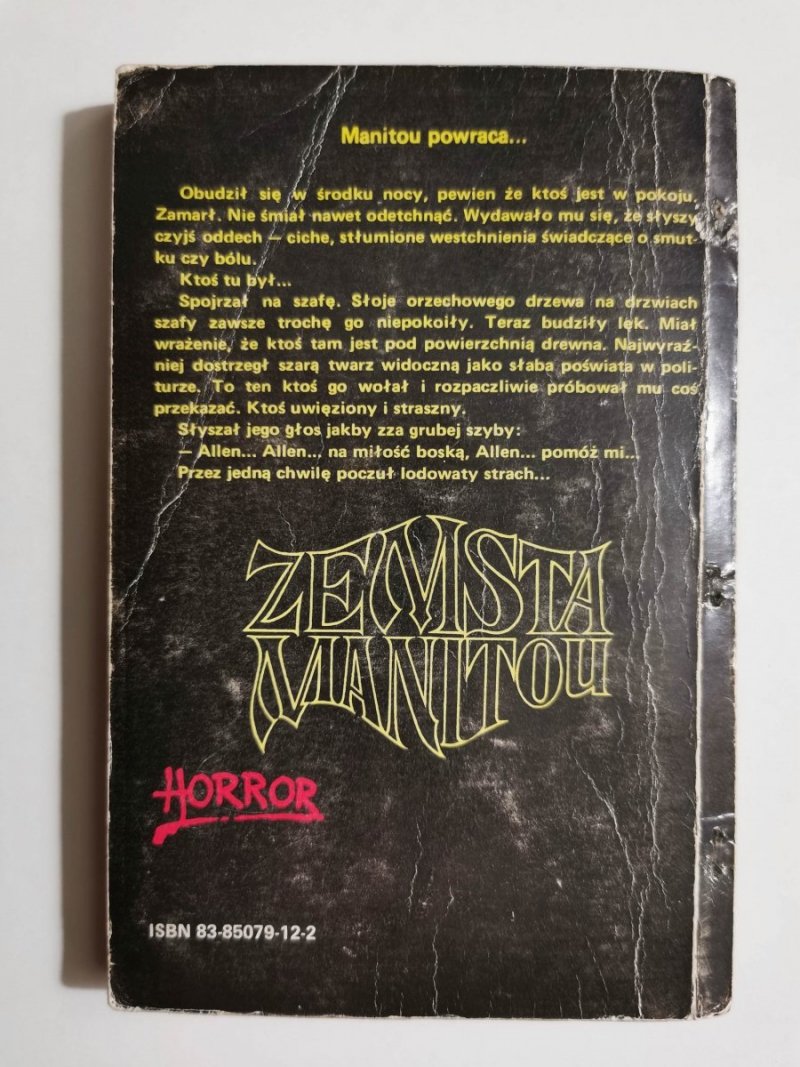 Manitou powraca...
Obudził się w środku nocy, pewien że ktoś jest w pokoju.
Zamarł. Nie śmiał nawet odetchnąć. Wydawało mu się, że słyszy
czyjś oddech — ciche, stłumione westchnienia świadczące o smut-
ku czy bólu.
Ktoś tu był...
Spojrzał na szafę. Słoje orzechowego drzewa na drzwiach
szafy zawsze trochę go niepokoiły. Teraz budziły lęk. Miał
wrażenie, że ktoś tam jest pod powierzchnią drewna. Najwyraź-
niej dostrzegł szarą twarz widoczną jako słaba poświata w poli-
turze. To ten ktoś go wołał i rozpaczliwie próbował mu coś
przekazać. Ktoś uwięziony i straszny.
Słyszał jego głos jakby zza grubej szyby:
— Allen... Allen... na miłość boską, Allen... pomóż mi...
Przez jedną chwilę poczuł lodowaty strach...
ZEMSTA
MANITOU
HORROR
ISBN 83-85079-12-2